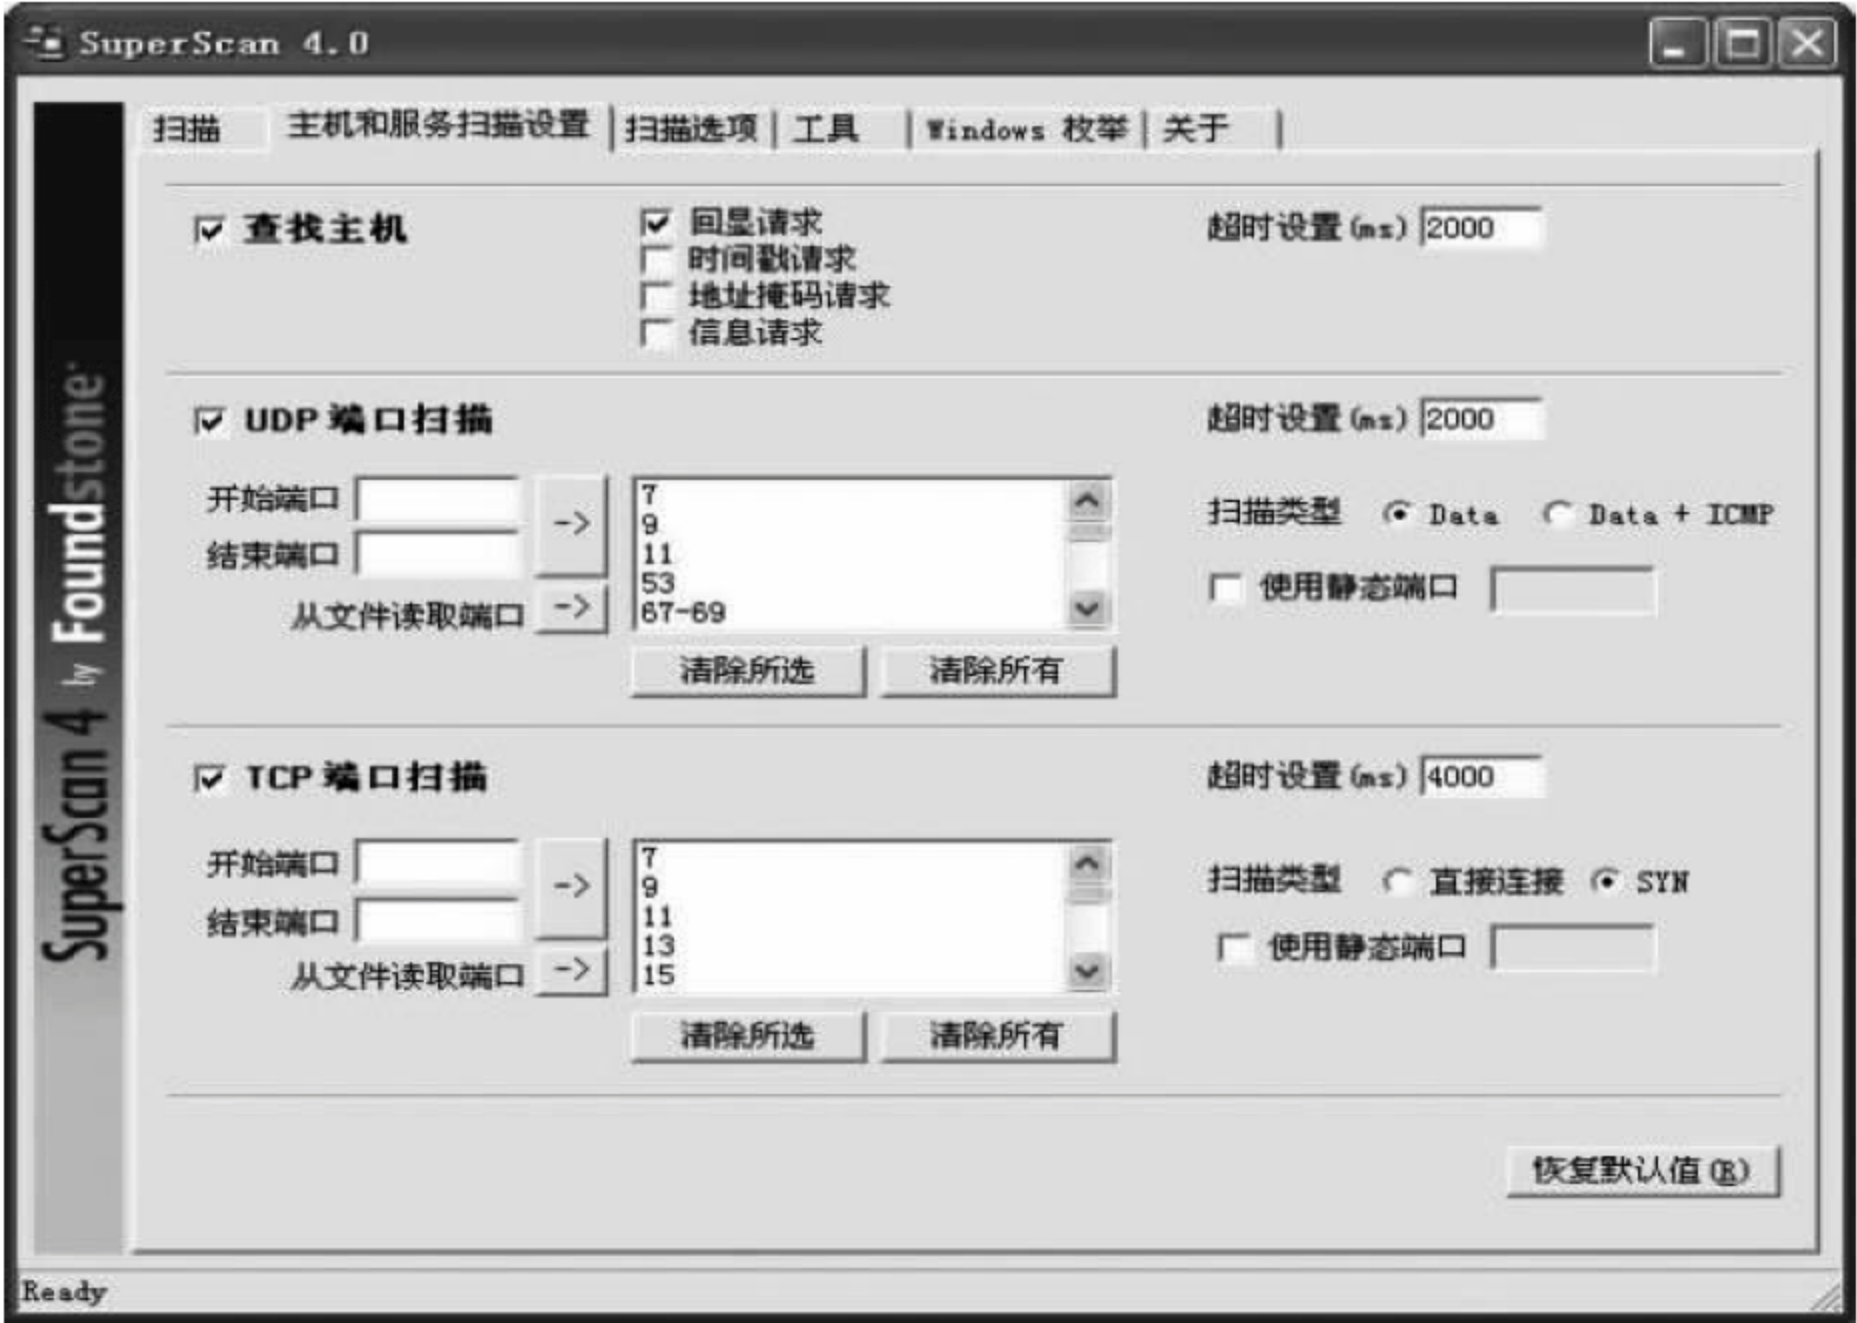 SuperScan 4.0
扫描 主机和服务扫描设置 扫描选项 工具 Windows 枚举 关于
查找主机 回显请求 超时设置(ms) 2000
时间戳请求
地址掩码请求
信息请求
UDP 端口扫描 超时设置(ms) 2000
开始端口 -> 7 扫描类型 Data Data + ICMP
9
结束端口 11
53 使用静态端口
从文件读取端口 -> 67-69
清除所选 清除所有
TCP 端口扫描 超时设置(ms) 4000
开始端口 -> 7 扫描类型 直接连接 SYN
9
结束端口 11
13 使用静态端口
从文件读取端口 -> 15
清除所选 清除所有
恢复默认值(R)
SuperScan 4 by Foundstone
Ready